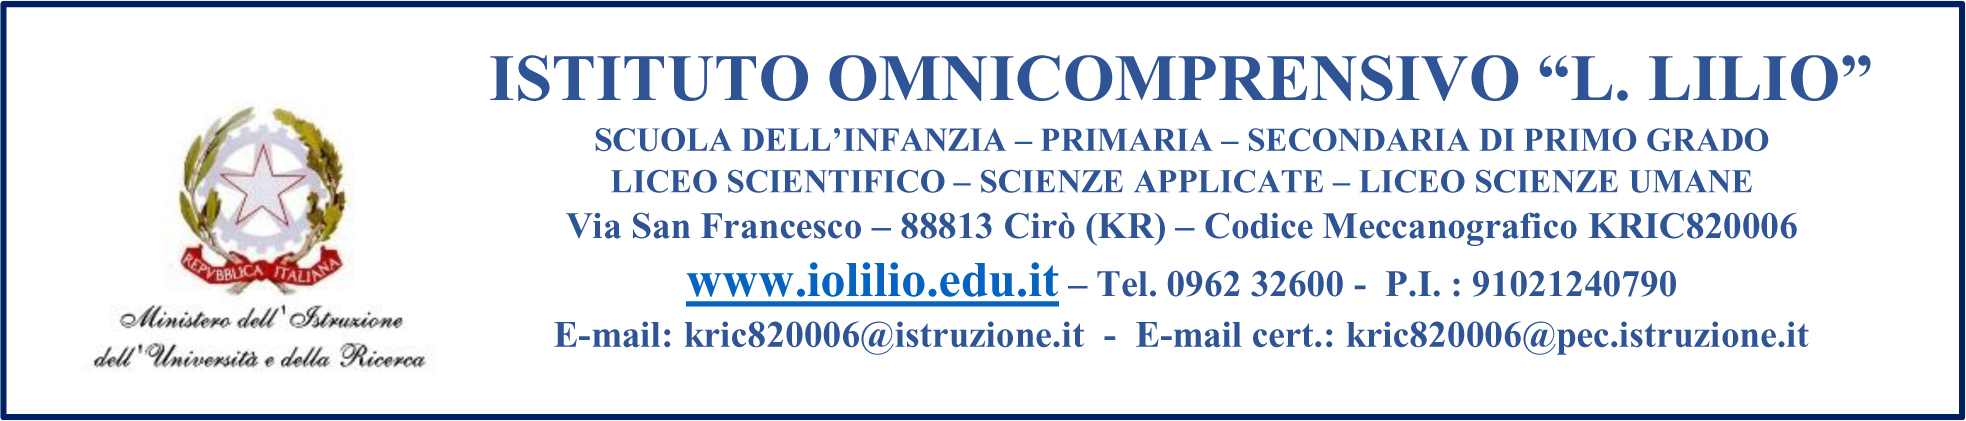 ISTITUTO OMNICOMPRENSIVO “L. LILIO”
SCUOLA DELL’INFANZIA – PRIMARIA – SECONDARIA DI PRIMO GRADO
LICEO SCIENTIFICO – SCIENZE APPLICATE – LICEO SCIENZE UMANE
Via San Francesco – 88813 Cirò (KR) – Codice Meccanografico KRIC820006
www.iolilio.edu.it – Tel. 0962 32600 - P.I. : 91021240790
E-mail: kric820006@istruzione.it - E-mail cert.: kric820006@pec.istruzione.it
REPVBBLICA ITALIANA
Ministero dell'Istruzione
dell'Università e della Ricerca